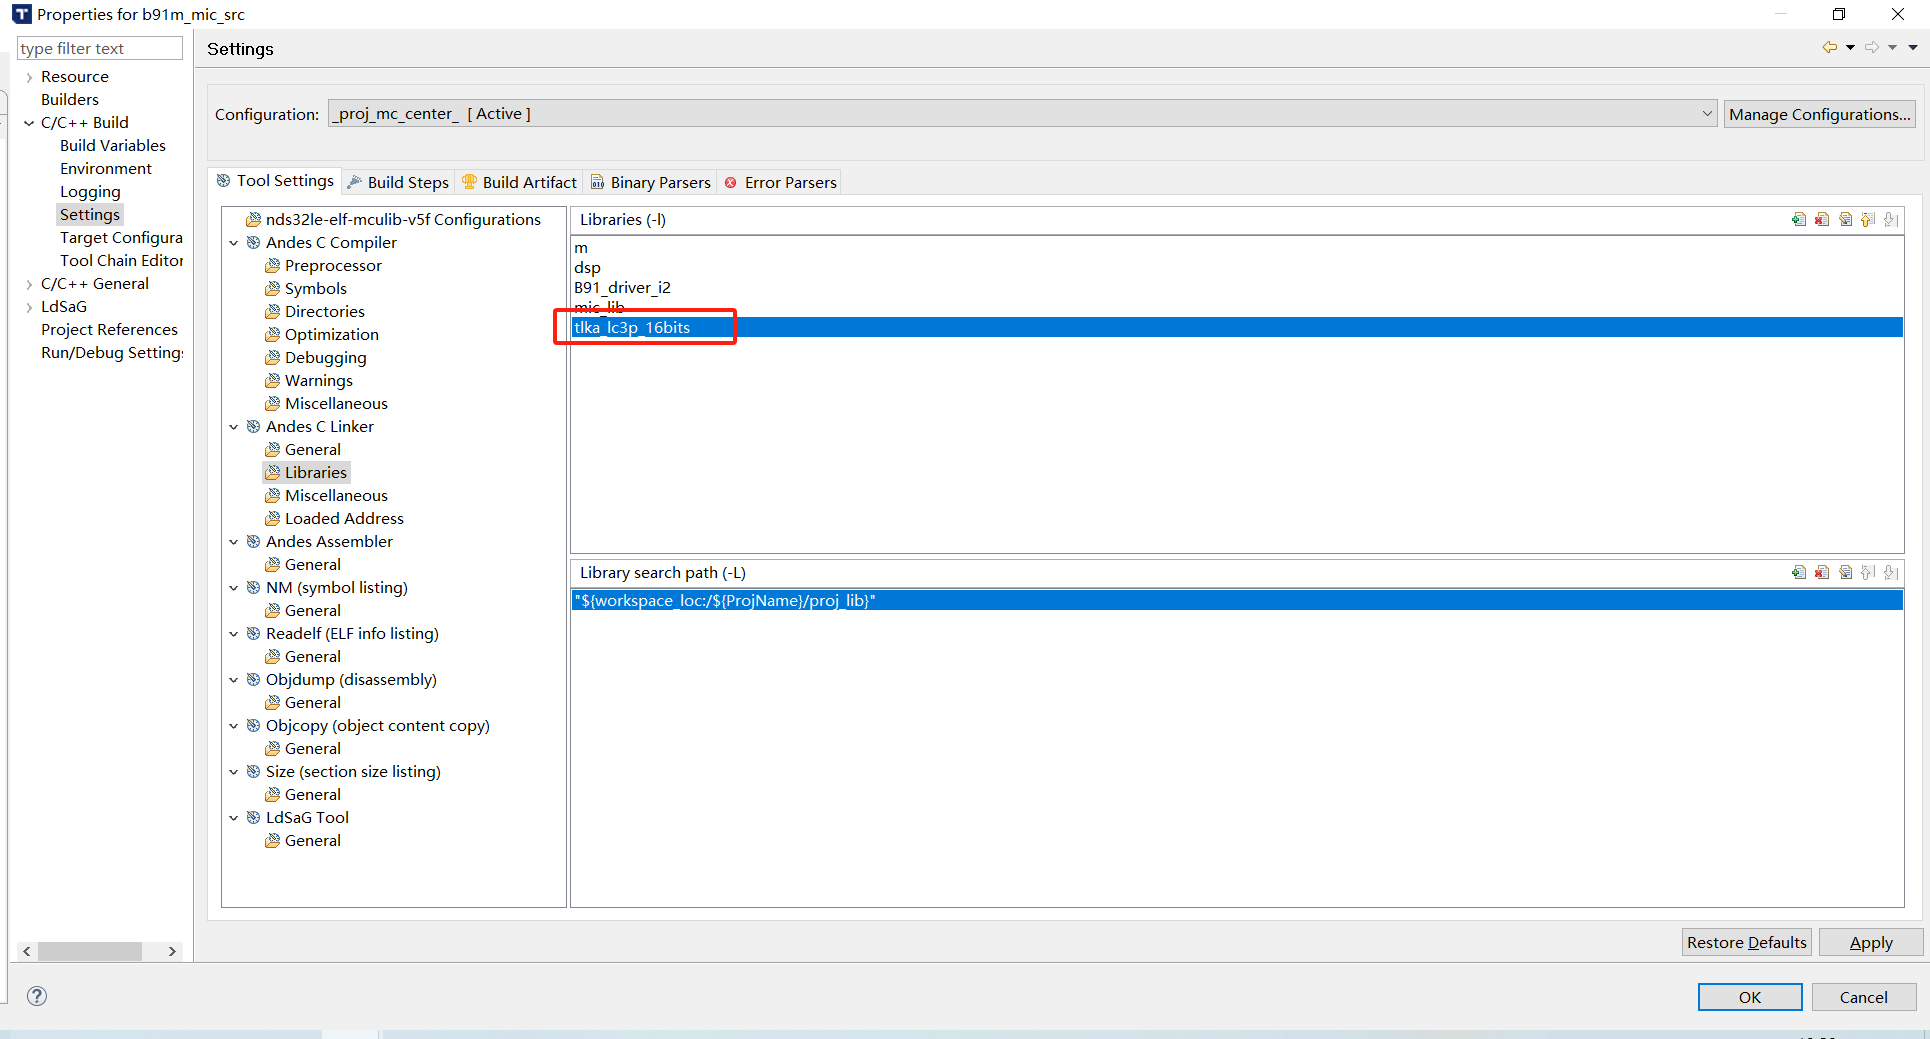 Properties for b91m_mic_src
type filter text
Resource
Builders
C/C++ Build
Build Variables
Environment
Logging
Settings
Target Configura
Tool Chain Editor
C/C++ General
LdSaG
Project References
Run/Debug Settings
Settings
Configuration:
_proj_mc_center_ [ Active ]
Manage Configurations...
Tool Settings
Build Steps
Build Artifact
Binary Parsers
Error Parsers
nds32le-elf-mculib-v5f Configurations
Andes C Compiler
Preprocessor
Symbols
Directories
Optimization
Debugging
Warnings
Miscellaneous
Andes C Linker
General
Libraries
Miscellaneous
Loaded Address
Andes Assembler
General
NM (symbol listing)
General
Readelf (ELF info listing)
General
Objdump (disassembly)
General
Objcopy (object content copy)
General
Size (section size listing)
General
LdSaG Tool
General
Libraries (-l)
m
dsp
B91_driver_i2
mic_lib
tlka_lc3p_16bits
Library search path (-L)
"${workspace_loc:/${ProjName}/proj_lib}"
Restore Defaults
Apply
OK
Cancel